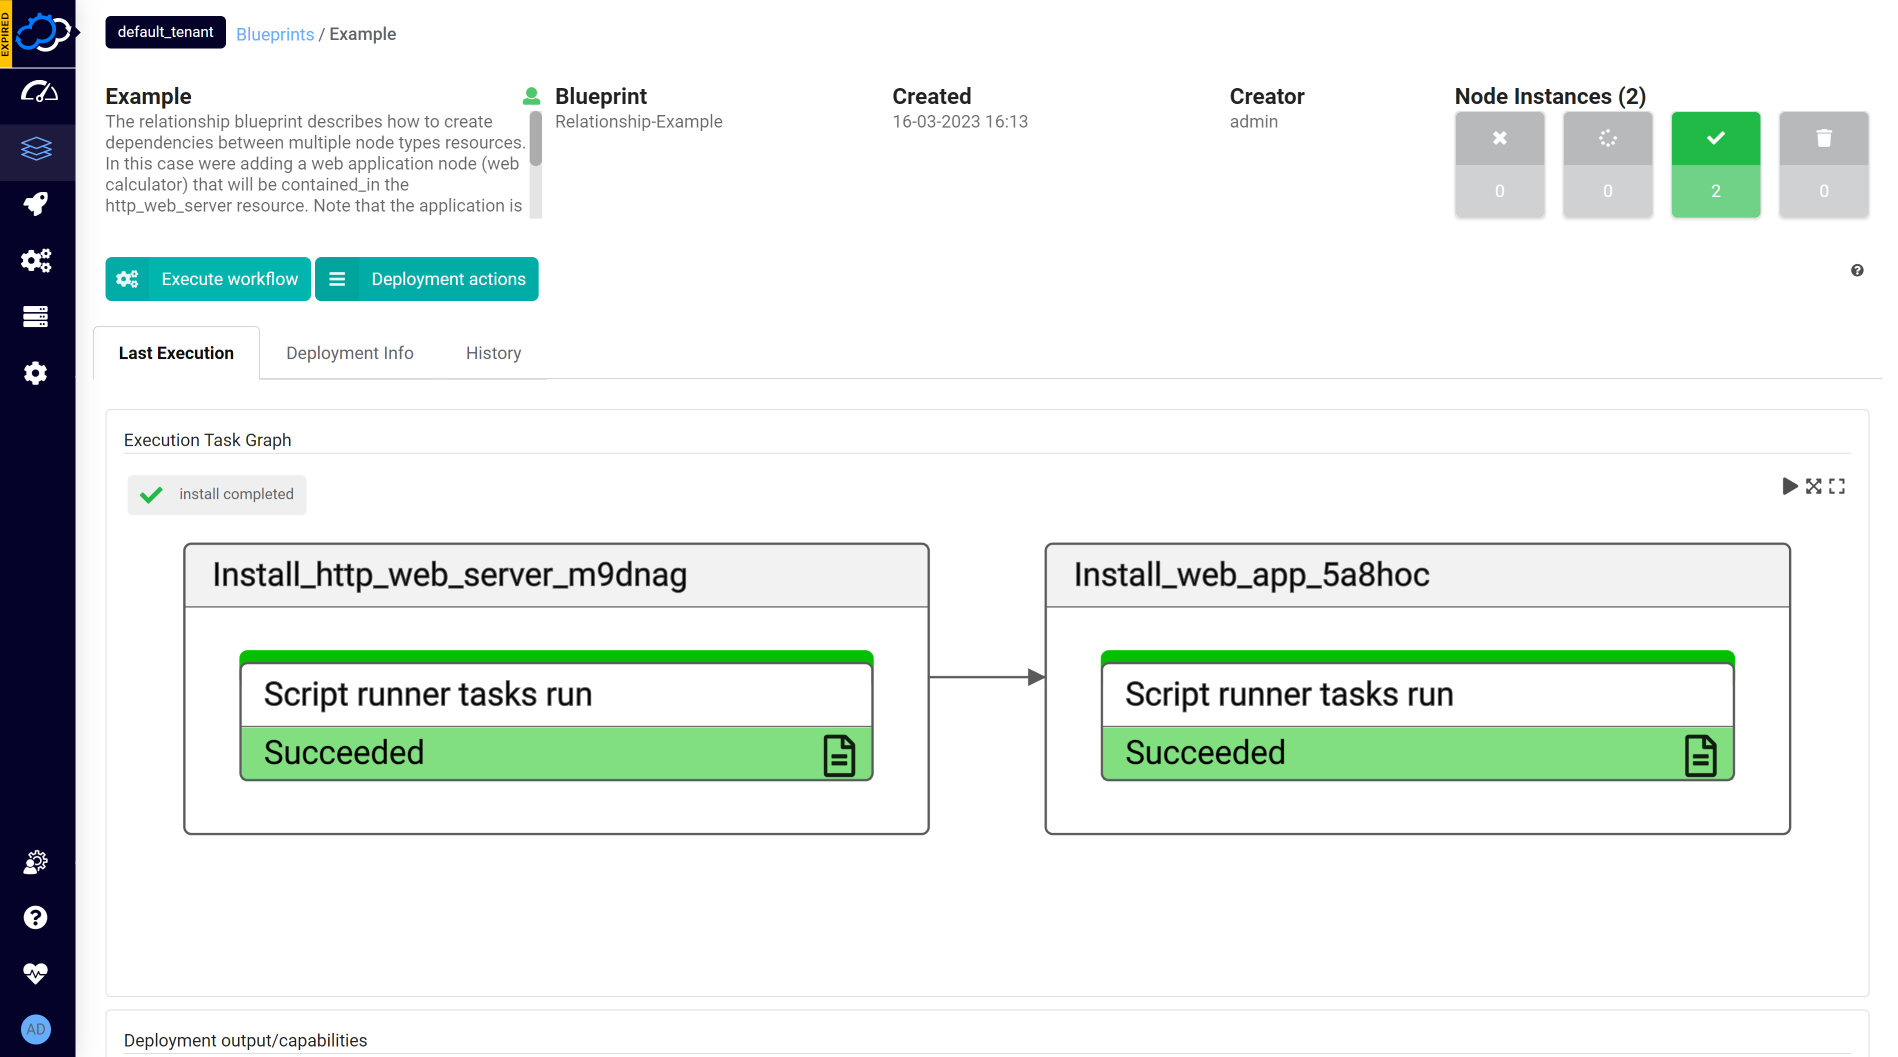 EXPIRED
default_tenant
Blueprints / Example
Example
The relationship blueprint describes how to create
dependencies between multiple node types resources.
In this case were adding a web application node (web
calculator) that will be contained_in the
http_web_server resource. Note that the application is
Blueprint
Relationship-Example
Created
16-03-2023 16:13
Creator
admin
Node Instances (2)
0
0
2
0
Execute workflow
Deployment actions
Last Execution
Deployment Info
History
Execution Task Graph
install completed
Install_http_web_server_m9dnag
Script runner tasks run
Succeeded
Install_web_app_5a8hoc
Script runner tasks run
Succeeded
AD
Deployment output/capabilities